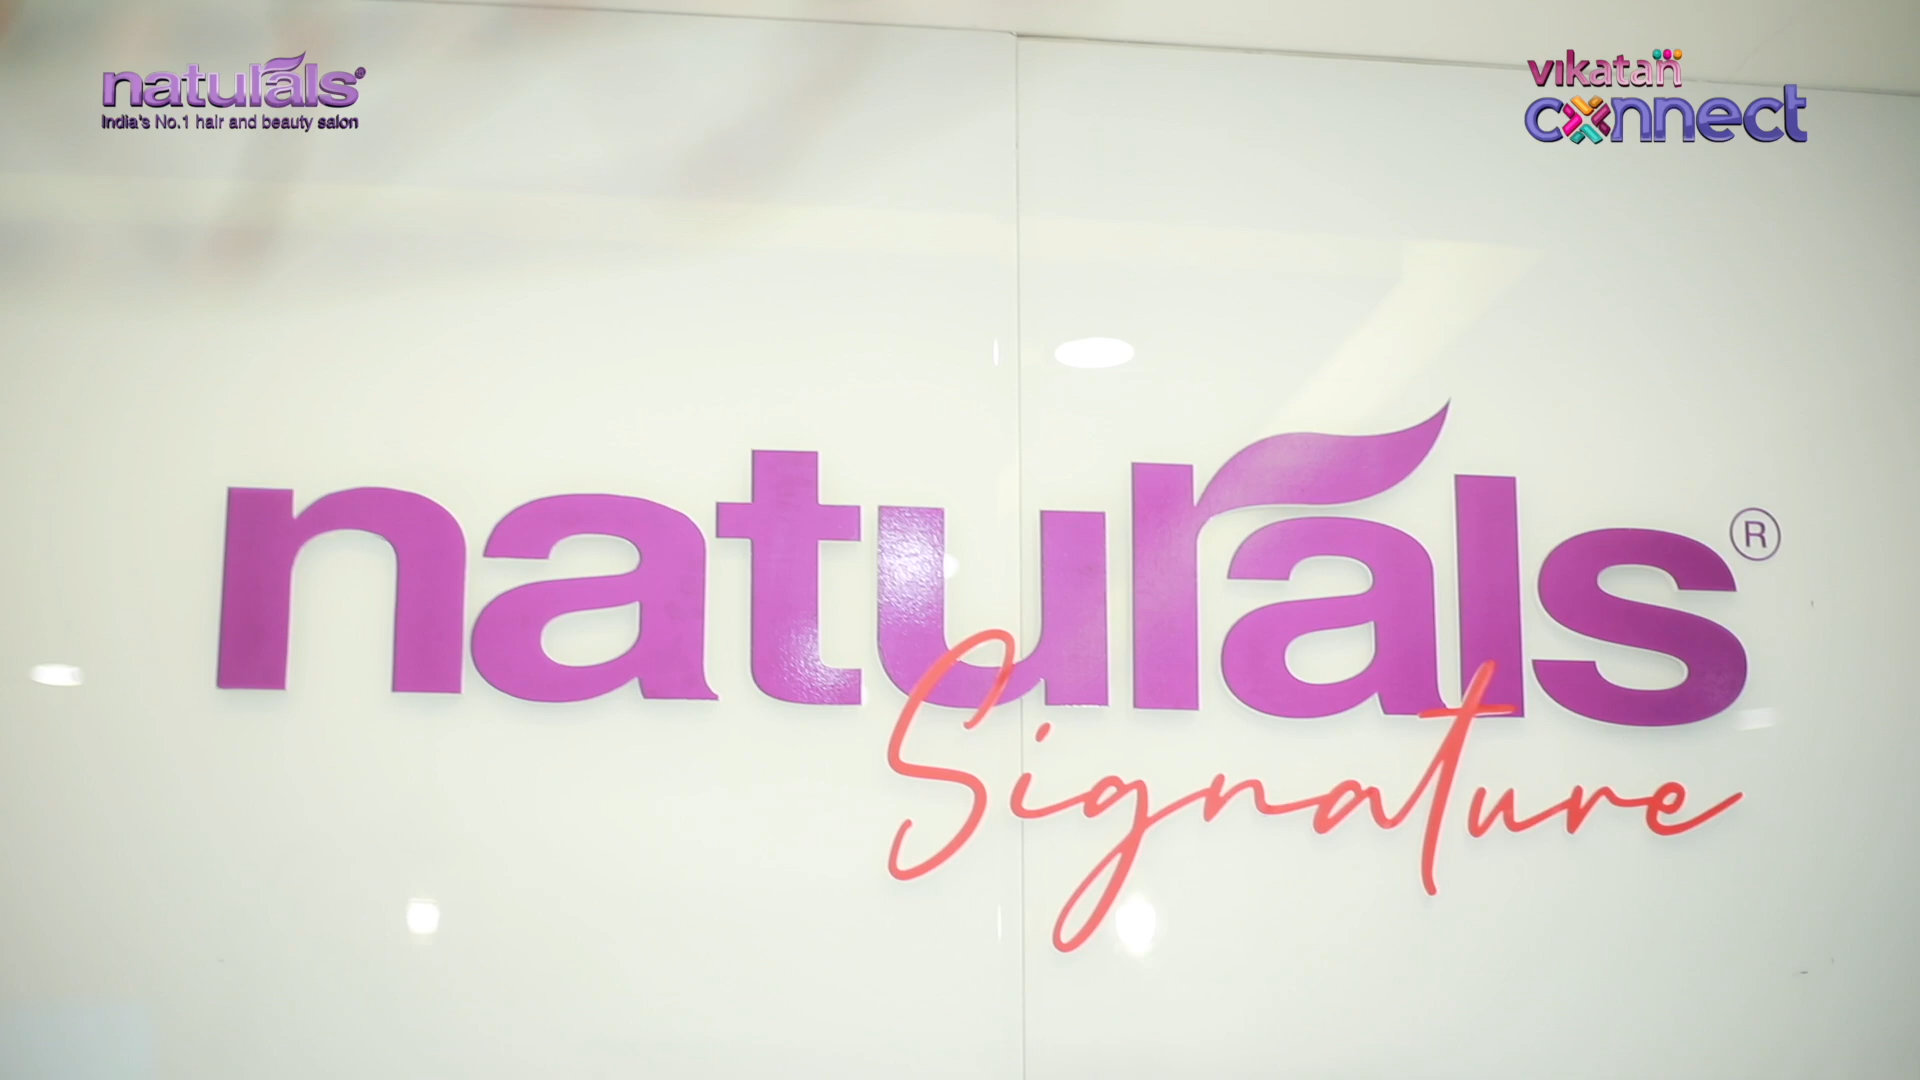 naturals®
India's No.1 hair and beauty salon
vikatan
connect
naturals®
Signature